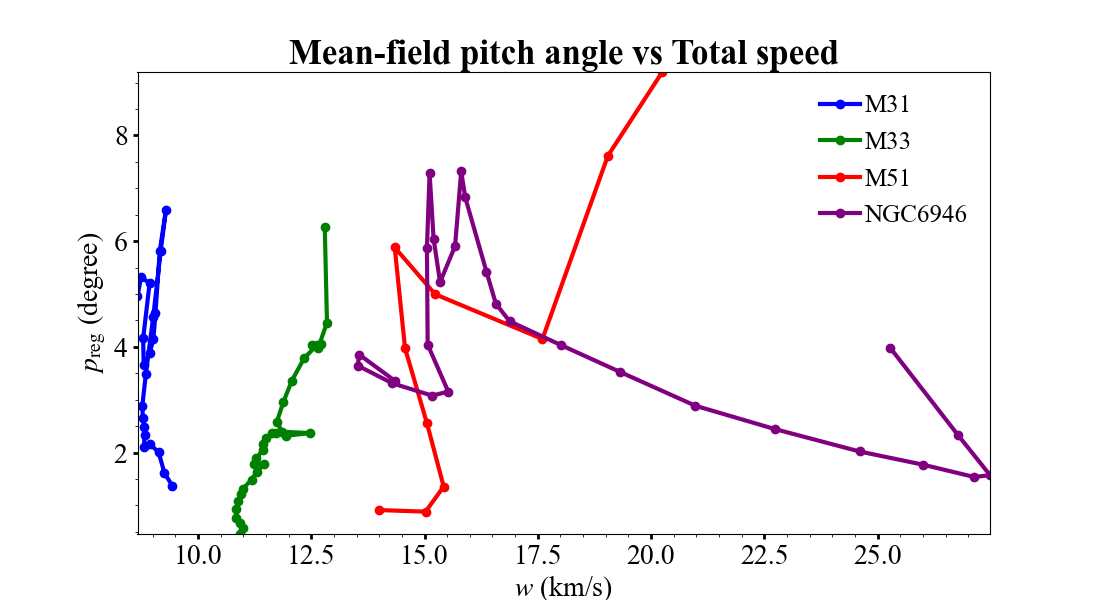 Mean-field pitch angle vs Total speed
M31
M33
M51
NGC6946
8
6
4
2
p_reg (degree)
10.0 12.5 15.0 17.5 20.0 22.5 25.0
w (km/s)